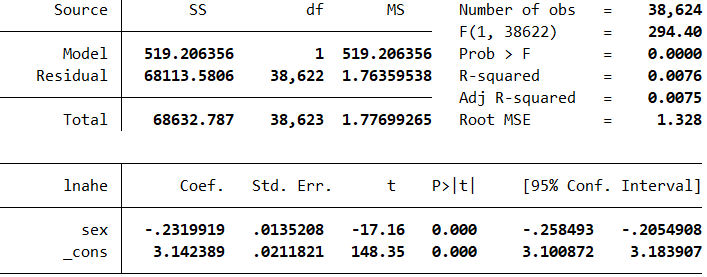 Source SS df MS Number of obs = 38,624
F(1, 38622) = 294.40
Model 519.206356 1 519.206356 Prob > F = 0.0000
Residual 68113.5806 38,622 1.76359538 R-squared = 0.0076
Adj R-squared = 0.0075
Total 68632.787 38,623 1.77699265 Root MSE = 1.328
lnahe Coef. Std. Err. t P>|t| [95% Conf. Interval]
sex -.2319919 .0135208 -17.16 0.000 -.258493 -.2054908
_cons 3.142389 .0211821 148.35 0.000 3.100872 3.183907